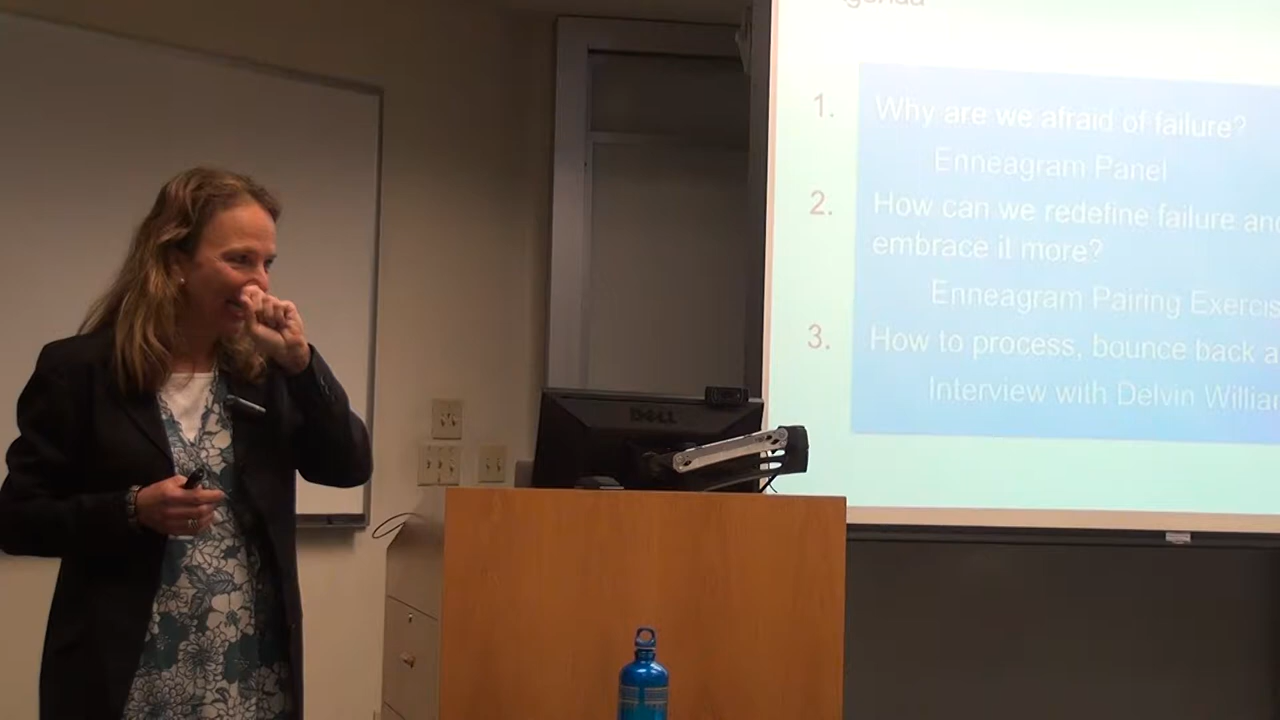 1. Why are we afraid of failure?
Enneagram Panel
2. How can we redefine failure and
embrace it more?
Enneagram Pairing Exercis
3. How to process, bounce back a
Interview with Delvin Willia
DELL